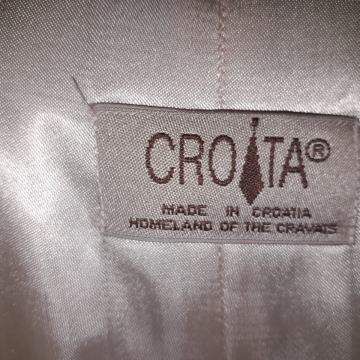 CROATA®
MADE IN CROATIA
HOMELAND OF THE CRAVATS